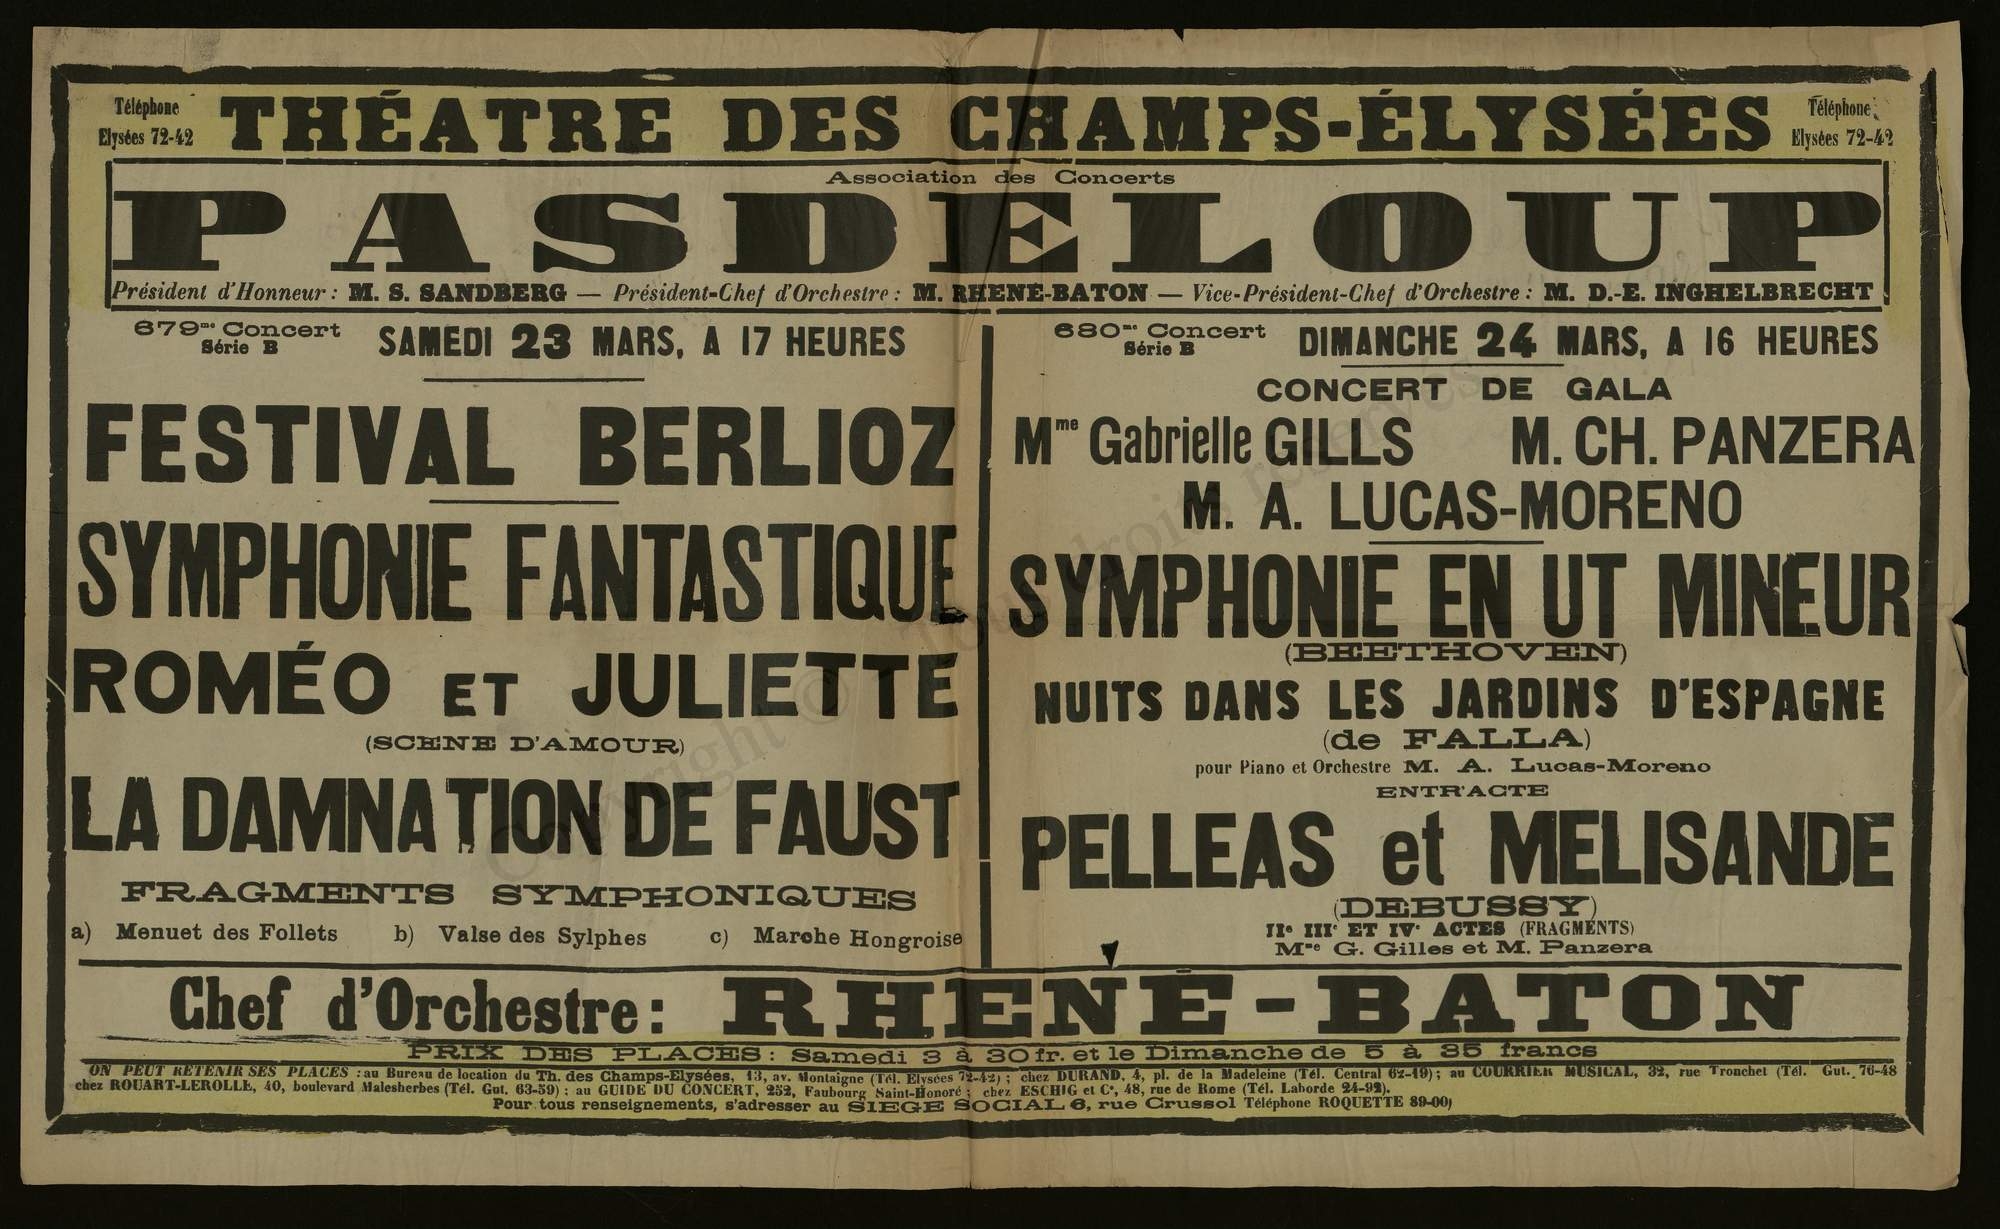 Téléphone
Elysées 72-42
THÉATRE DES CHAMPS-ÉLYSÉES
Téléphone
Elysées 72-42
Association des Concerts
PASDELOUP
Président d'Honneur : M. S. SANDBERG — Président-Chef d'Orchestre : M. RHENÉ-BATON — Vice-Président-Chef d'Orchestre : M. D.-E. INGHELBRECHT
679me Concert
Série B
SAMEDI 23 MARS, A 17 HEURES
FESTIVAL BERLIOZ
SYMPHONIE FANTASTIQUE
ROMÉO ET JULIETTE
(SCENE D'AMOUR)
LA DAMNATION DE FAUST
FRAGMENTS SYMPHONIQUES
a) Menuet des Follets b) Valse des Sylphes c) Marche Hongroise
680me Concert
Série B
DIMANCHE 24 MARS, A 16 HEURES
CONCERT DE GALA
Mme Gabrielle GILLS M. CH. PANZERA
M. A. LUCAS-MORENO
SYMPHONIE EN UT MINEUR
(BEETHOVEN)
NUITS DANS LES JARDINS D'ESPAGNE
(de FALLA)
pour Piano et Orchestre M. A. Lucas-Moreno
ENTR'ACTE
PELLEAS et MELISANDE
(DEBUSSY)
IIe IIIe ET IVe ACTES (FRAGMENTS)
Mme G. Gilles et M. Panzera
Chef d'Orchestre : RHENÉ-BATON
PRIX DES PLACES : Samedi 3 à 30 fr. et le Dimanche de 5 à 35 francs
ON PEUT RETENIR SES PLACES : au Bureau de location du Th. des Champs-Elysées, 13, av. Montaigne (Tél. Elysées 72-42) ; chez DURAND, 4, pl. de la Madeleine (Tél. Central 62-19) ; au COURRIER MUSICAL, 32, rue Tronchet (Tél. Gut. 76-48
chez ROUART-LEROLLE, 40, boulevard Malesherbes (Tél. Gut. 63-59) ; au GUIDE DU CONCERT, 252, Faubourg Saint-Honoré ; chez ESCHIG et Ce, 48, rue de Rome (Tél. Laborde 24-92).
Pour tous renseignements, s'adresser au SIEGE SOCIAL 6, rue Crussol Téléphone ROQUETTE 89-00)
Copyright © Tous droits réservés